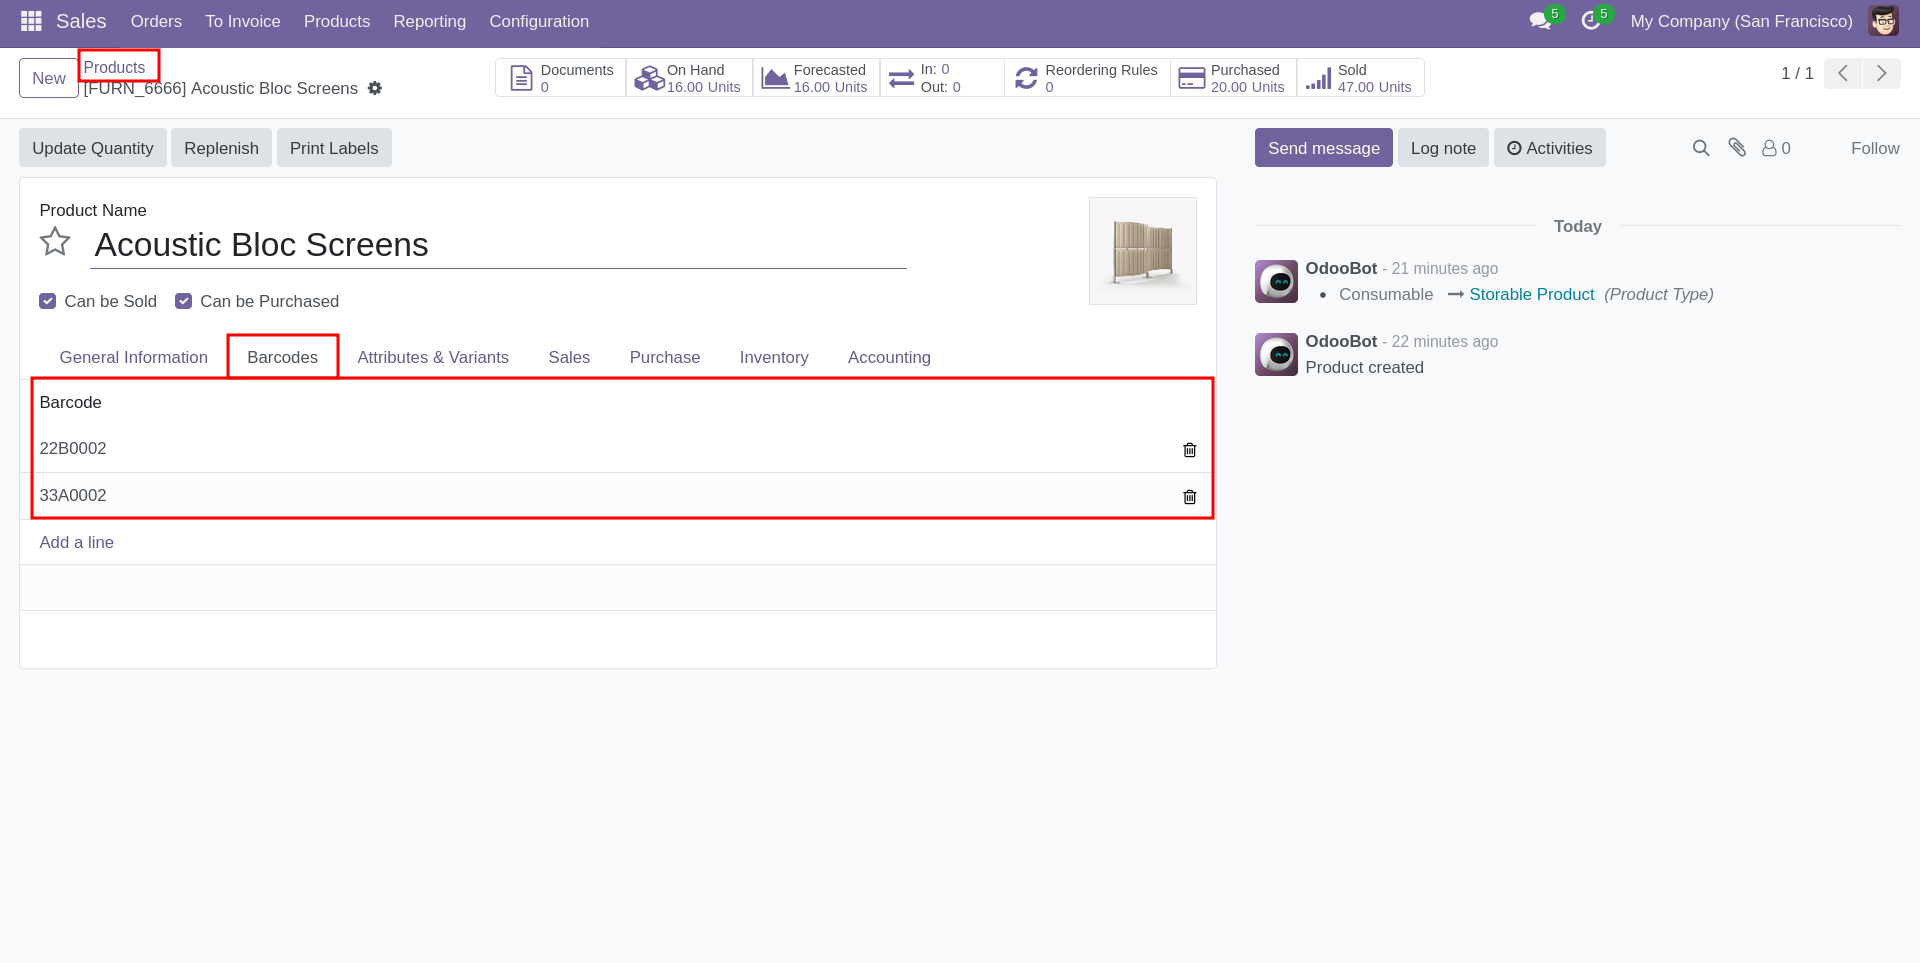 Sales Orders To Invoice Products Reporting Configuration 5 5 My Company (San Francisco)
New Products
[FURN_6666] Acoustic Bloc Screens
Documents 0
On Hand 16.00 Units
Forecasted 16.00 Units
In: 0 Out: 0
Reordering Rules 0
Purchased 20.00 Units
Sold 47.00 Units
1 / 1
Update Quantity Replenish Print Labels
Send message Log note Activities 0 Follow
Product Name
Acoustic Bloc Screens
Can be Sold Can be Purchased
General Information Barcodes Attributes & Variants Sales Purchase Inventory Accounting
Barcode
22B0002
33A0002
Add a line
Today
OdooBot - 21 minutes ago
• Consumable → Storable Product (Product Type)
OdooBot - 22 minutes ago
Product created